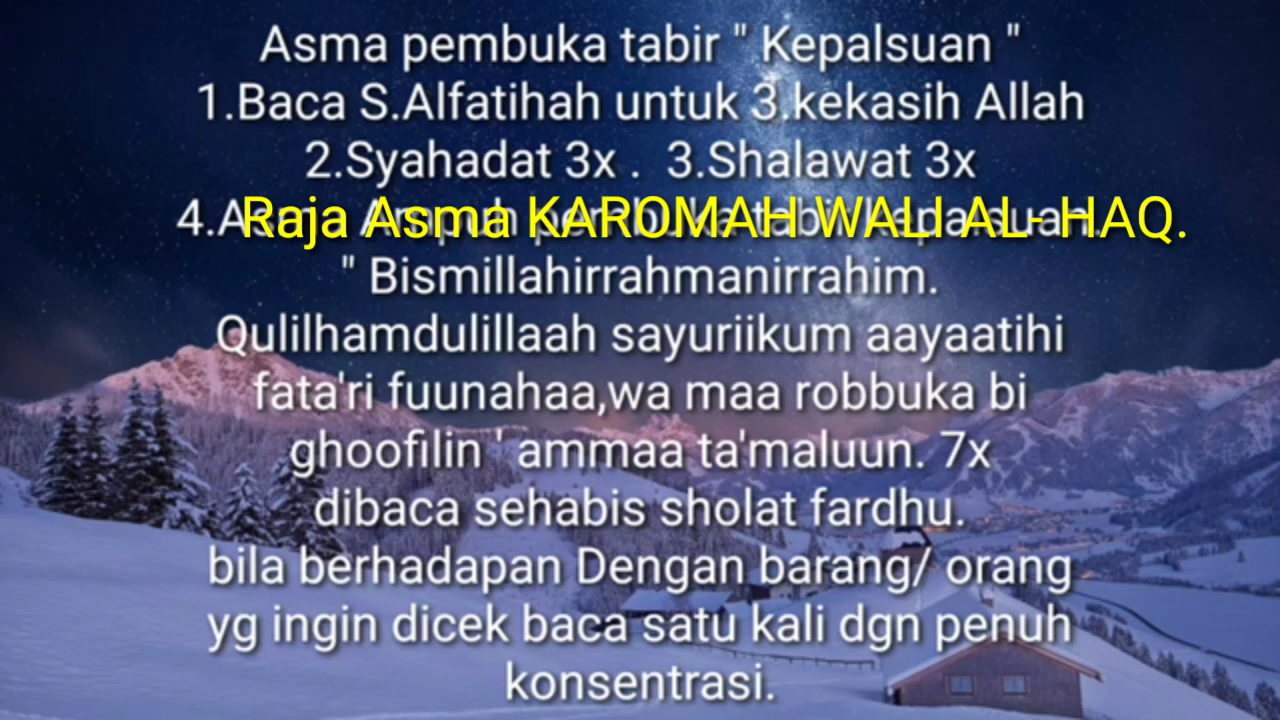 Asma pembuka tabir " Kepalsuan "
1.Baca S.Alfatihah untuk 3.kekasih Allah
2.Syahadat 3x . 3.Shalawat 3x
Raja Asma KAROMAH WALI AL- HAQ.
4.
" Bismillahirrahmanirrahim.
Qulilhamdulillaah sayuriikum aayaatihi
fata'ri fuunahaa,wa maa robbuka bi
ghoofilin ' ammaa ta'maluun. 7x
dibaca sehabis sholat fardhu.
bila berhadapan Dengan barang/ orang
yg ingin dicek baca satu kali dgn penuh
konsentrasi.